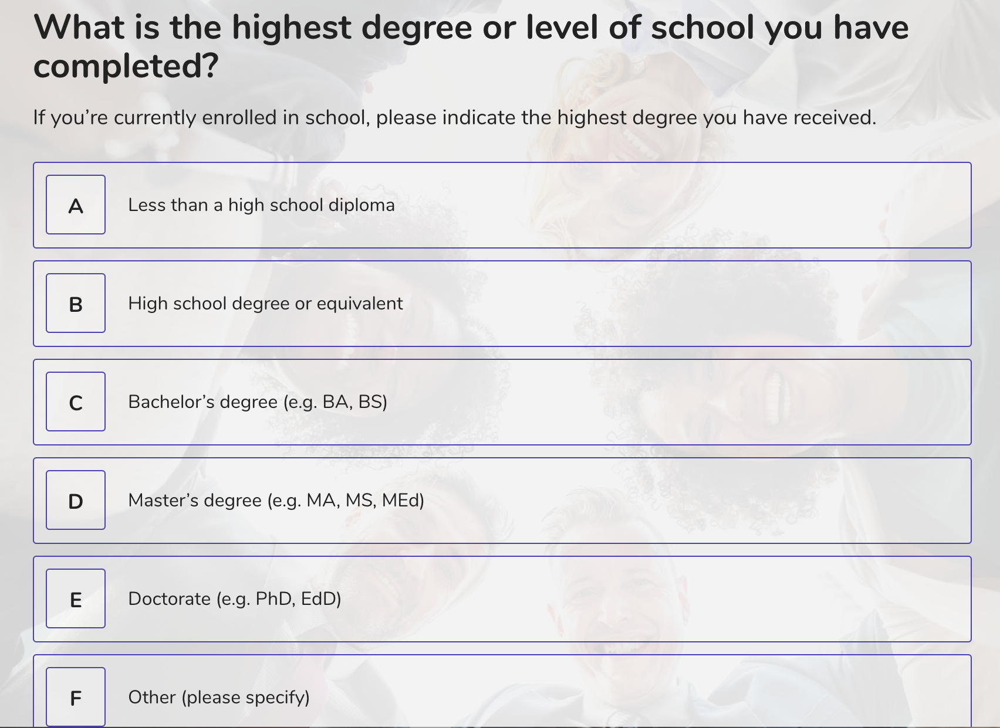 What is the highest degree or level of school you have
completed?
If you’re currently enrolled in school, please indicate the highest degree you have received.
A Less than a high school diploma
B High school degree or equivalent
C Bachelor’s degree (e.g. BA, BS)
D Master’s degree (e.g. MA, MS, MEd)
E Doctorate (e.g. PhD, EdD)
F Other (please specify)